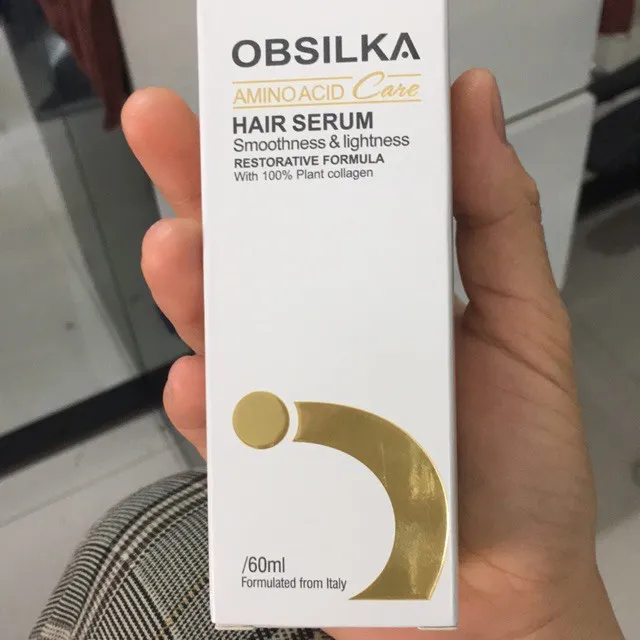 OBSILKA
AMINO ACID Care
HAIR SERUM
Smoothness & lightness
RESTORATIVE FORMULA
With 100% Plant collagen
/60ml
Formulated from Italy